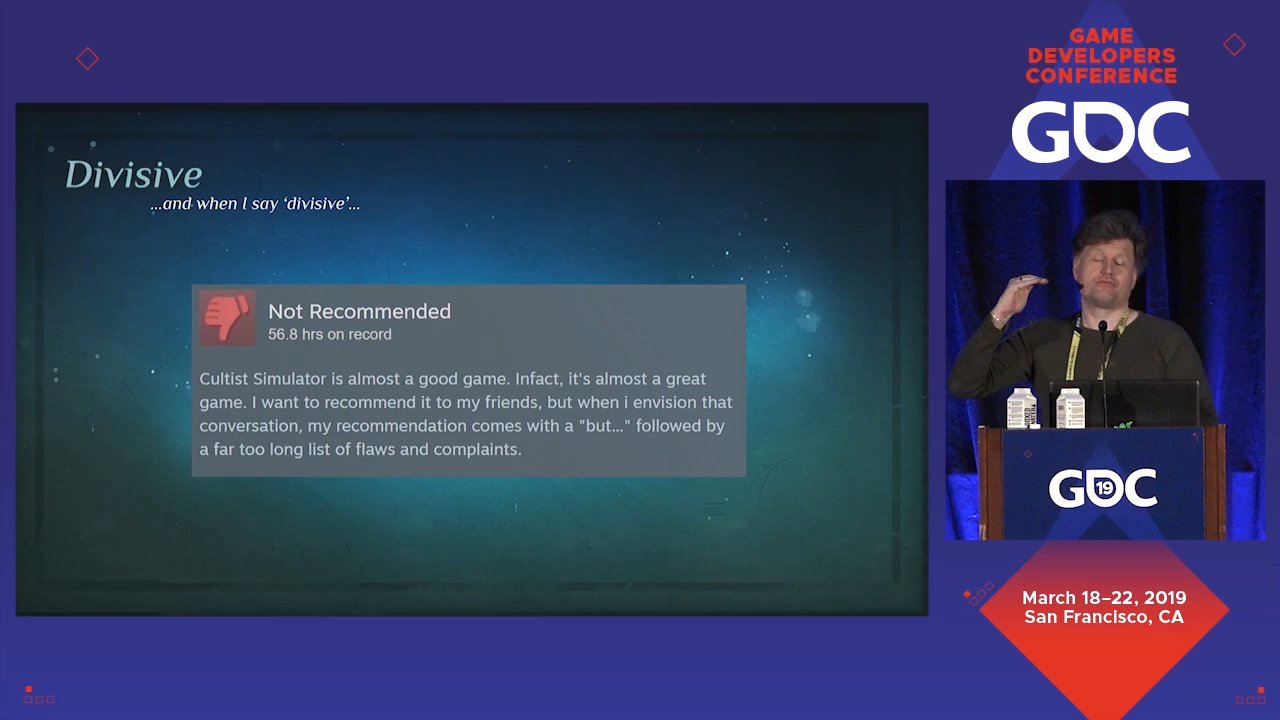 GAME
DEVELOPERS
CONFERENCE
GDC
Divisive
...and when I say ‘divisive’...
Not Recommended
56.8 hrs on record
Cultist Simulator is almost a good game. Infact, it's almost a great
game. I want to recommend it to my friends, but when i envision that
conversation, my recommendation comes with a "but..." followed by
a far too long list of flaws and complaints.
BOXED
WATER
GDC
19
March 18–22, 2019
San Francisco, CA